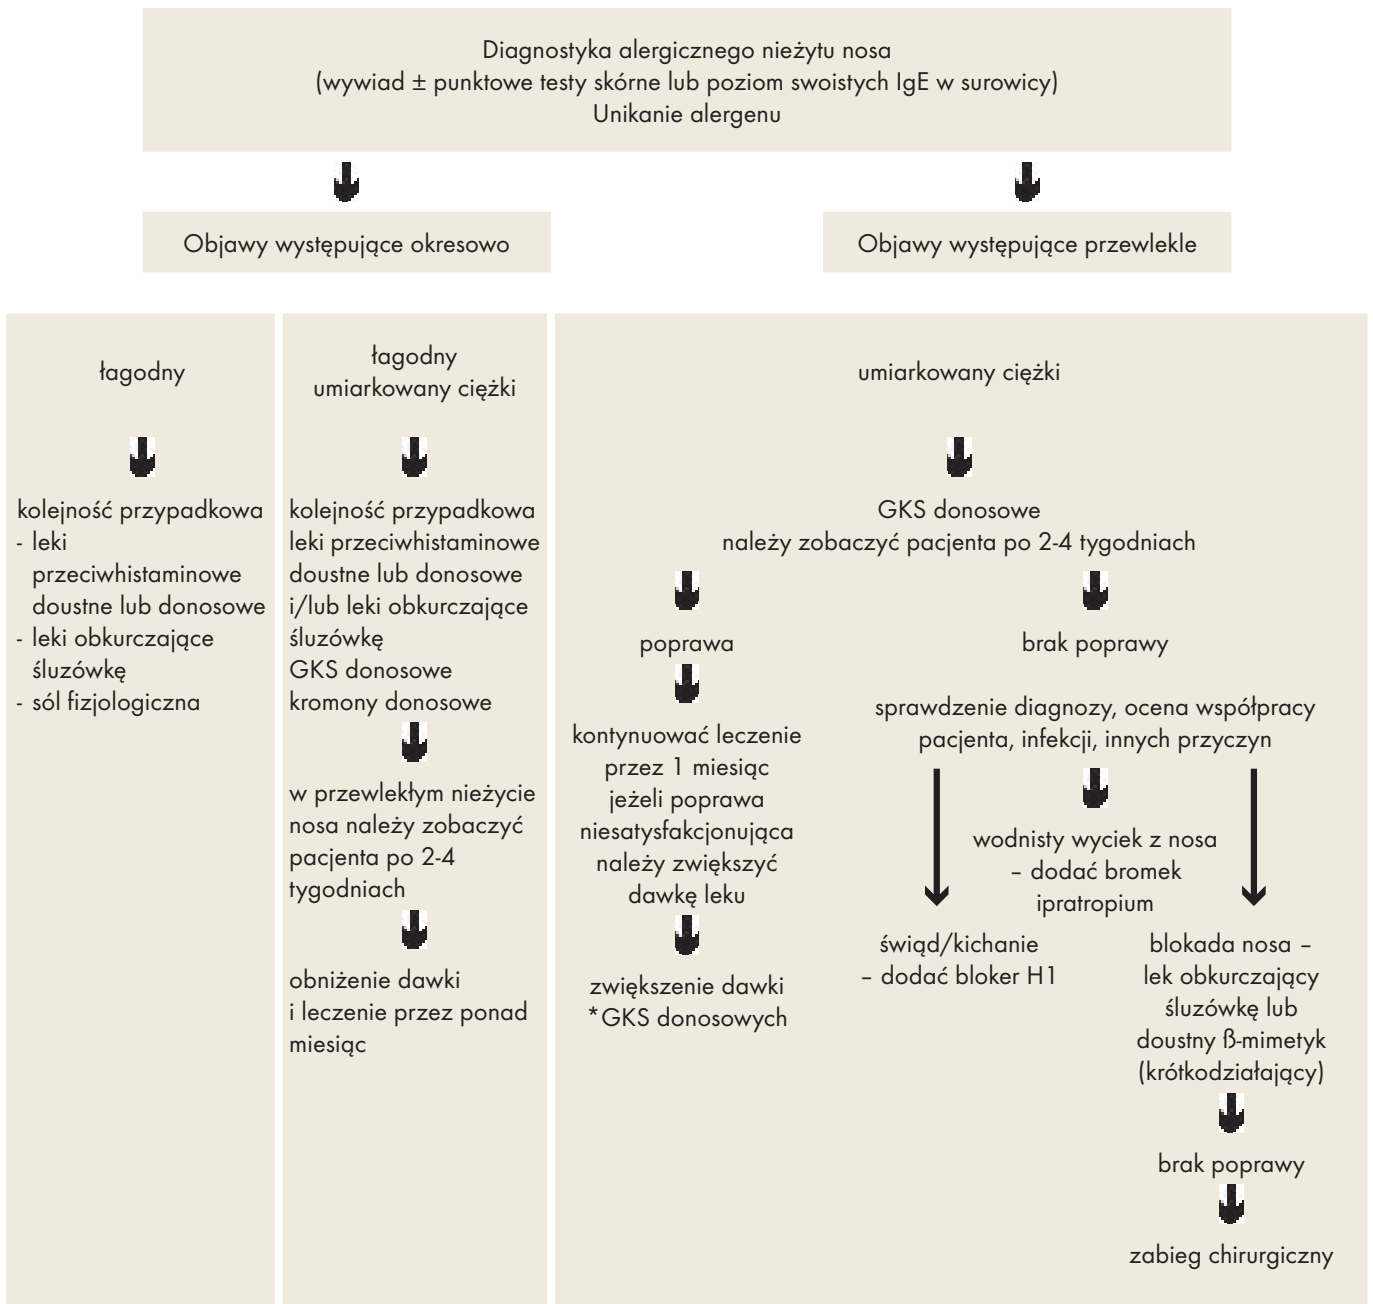 Diagnostyka alergicznego nieżytu nosa
(wywiad ± punktowe testy skórne lub poziom swoistych IgE w surowicy)
Unikanie alergenu
Objawy występujące okresowo
Objawy występujące przewlekle
łagodny
kolejność przypadkowa
- leki
przeciwhistaminowe
doustne lub donosowe
- leki obkurczające
śluzówkę
- sól fizjologiczna
łagodny
umiarkowany ciężki
kolejność przypadkowa
leki przeciwhistaminowe
doustne lub donosowe
i/lub leki obkurczające
śluzówkę
GKS donosowe
kromony donosowe
w przewlekłym nieżycie
nosa należy zobaczyć
pacjenta po 2-4
tygodniach
obniżenie dawki
i leczenie przez ponad
miesiąc
umiarkowany ciężki
GKS donosowe
należy zobaczyć pacjenta po 2-4 tygodniach
poprawa
kontynuować leczenie
przez 1 miesiąc
jeżeli poprawa
niesatysfakcjonująca
należy zwiększyć
dawkę leku
zwiększenie dawki
*GKS donosowych
brak poprawy
sprawdzenie diagnozy, ocena współpracy
pacjenta, infekcji, innych przyczyn
świąd/kichanie
– dodać bloker H1
wodnisty wyciek z nosa
– dodać bromek
ipratropium
blokada nosa –
lek obkurczający
śluzówkę lub
doustny ß-mimetyk
(krótkodziałający)
brak poprawy
zabieg chirurgiczny